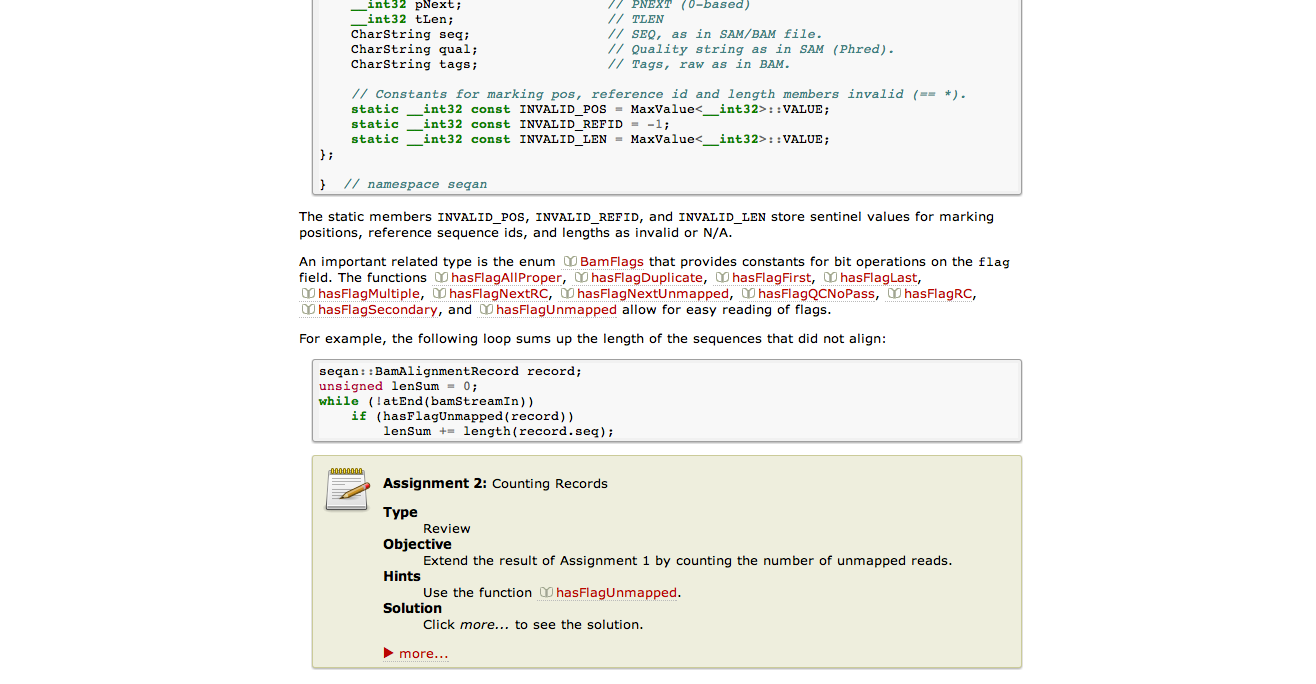 __int32 pNext; // PNEXT (0-based)
__int32 tLen; // TLEN
CharString seq; // SEQ, as in SAM/BAM file.
CharString qual; // Quality string as in SAM (Phred).
CharString tags; // Tags, raw as in BAM.
// Constants for marking pos, reference id and length members invalid (== *).
static __int32 const INVALID_POS = MaxValue<__int32>::VALUE;
static __int32 const INVALID_REFID = -1;
static __int32 const INVALID_LEN = MaxValue<__int32>::VALUE;
};
} // namespace seqan
The static members INVALID_POS, INVALID_REFID, and INVALID_LEN store sentinel values for marking
positions, reference sequence ids, and lengths as invalid or N/A.
An important related type is the enum BamFlags that provides constants for bit operations on the flag
field. The functions hasFlagAllProper, hasFlagDuplicate, hasFlagFirst, hasFlagLast,
hasFlagMultiple, hasFlagNextRC, hasFlagNextUnmapped, hasFlagQCNoPass, hasFlagRC,
hasFlagSecondary, and hasFlagUnmapped allow for easy reading of flags.
For example, the following loop sums up the length of the sequences that did not align:
seqan::BamAlignmentRecord record;
unsigned lenSum = 0;
while (!atEnd(bamStreamIn))
if (hasFlagUnmapped(record))
lenSum += length(record.seq);
Assignment 2: Counting Records
Type
Review
Objective
Extend the result of Assignment 1 by counting the number of unmapped reads.
Hints
Use the function hasFlagUnmapped.
Solution
Click more... to see the solution.
more...